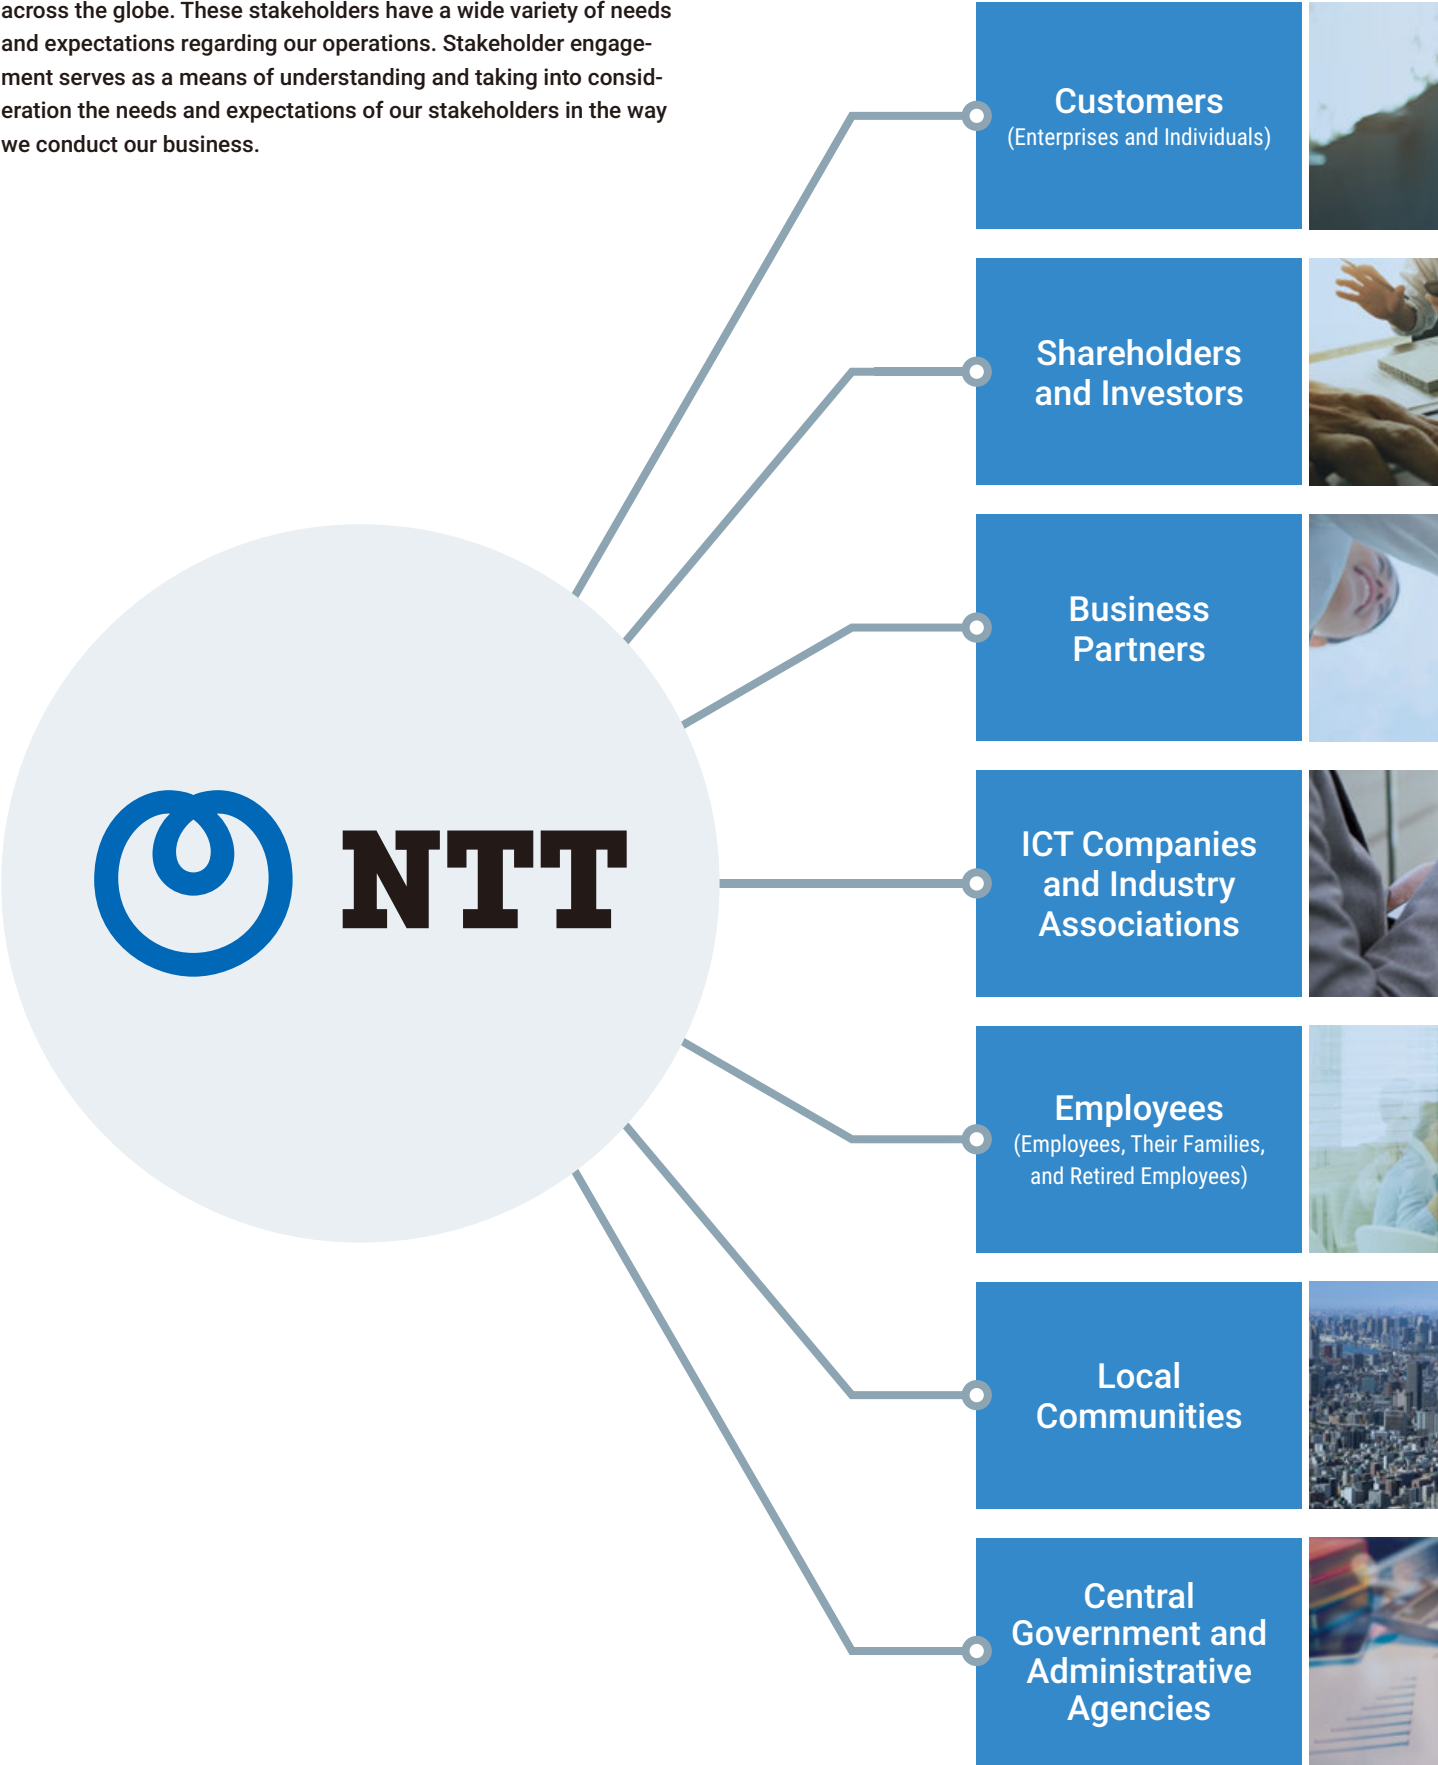 across the globe. These stakeholders have a wide variety of needs
and expectations regarding our operations. Stakeholder engage-
ment serves as a means of understanding and taking into consid-
eration the needs and expectations of our stakeholders in the way
we conduct our business.
Customers
(Enterprises and Individuals)
Shareholders
and Investors
Business
Partners
NTT
ICT Companies
and Industry
Associations
Employees
(Employees, Their Families,
and Retired Employees)
Local
Communities
Central
Government and
Administrative
Agencies